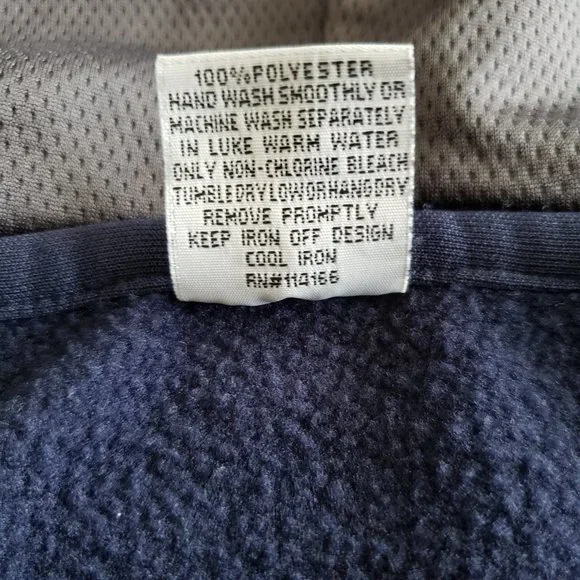 100% POLYESTER
HAND WASH SMOOTHLY OR
MACHINE WASH SEPARATELY
IN LUKE WARM WATER
ONLY NON-CHLORINE BLEACH
TUMBLE DRY LOW OR HANG DRY
REMOVE PROMPTLY
KEEP IRON OFF DESIGN
COOL IRON
RN#114166